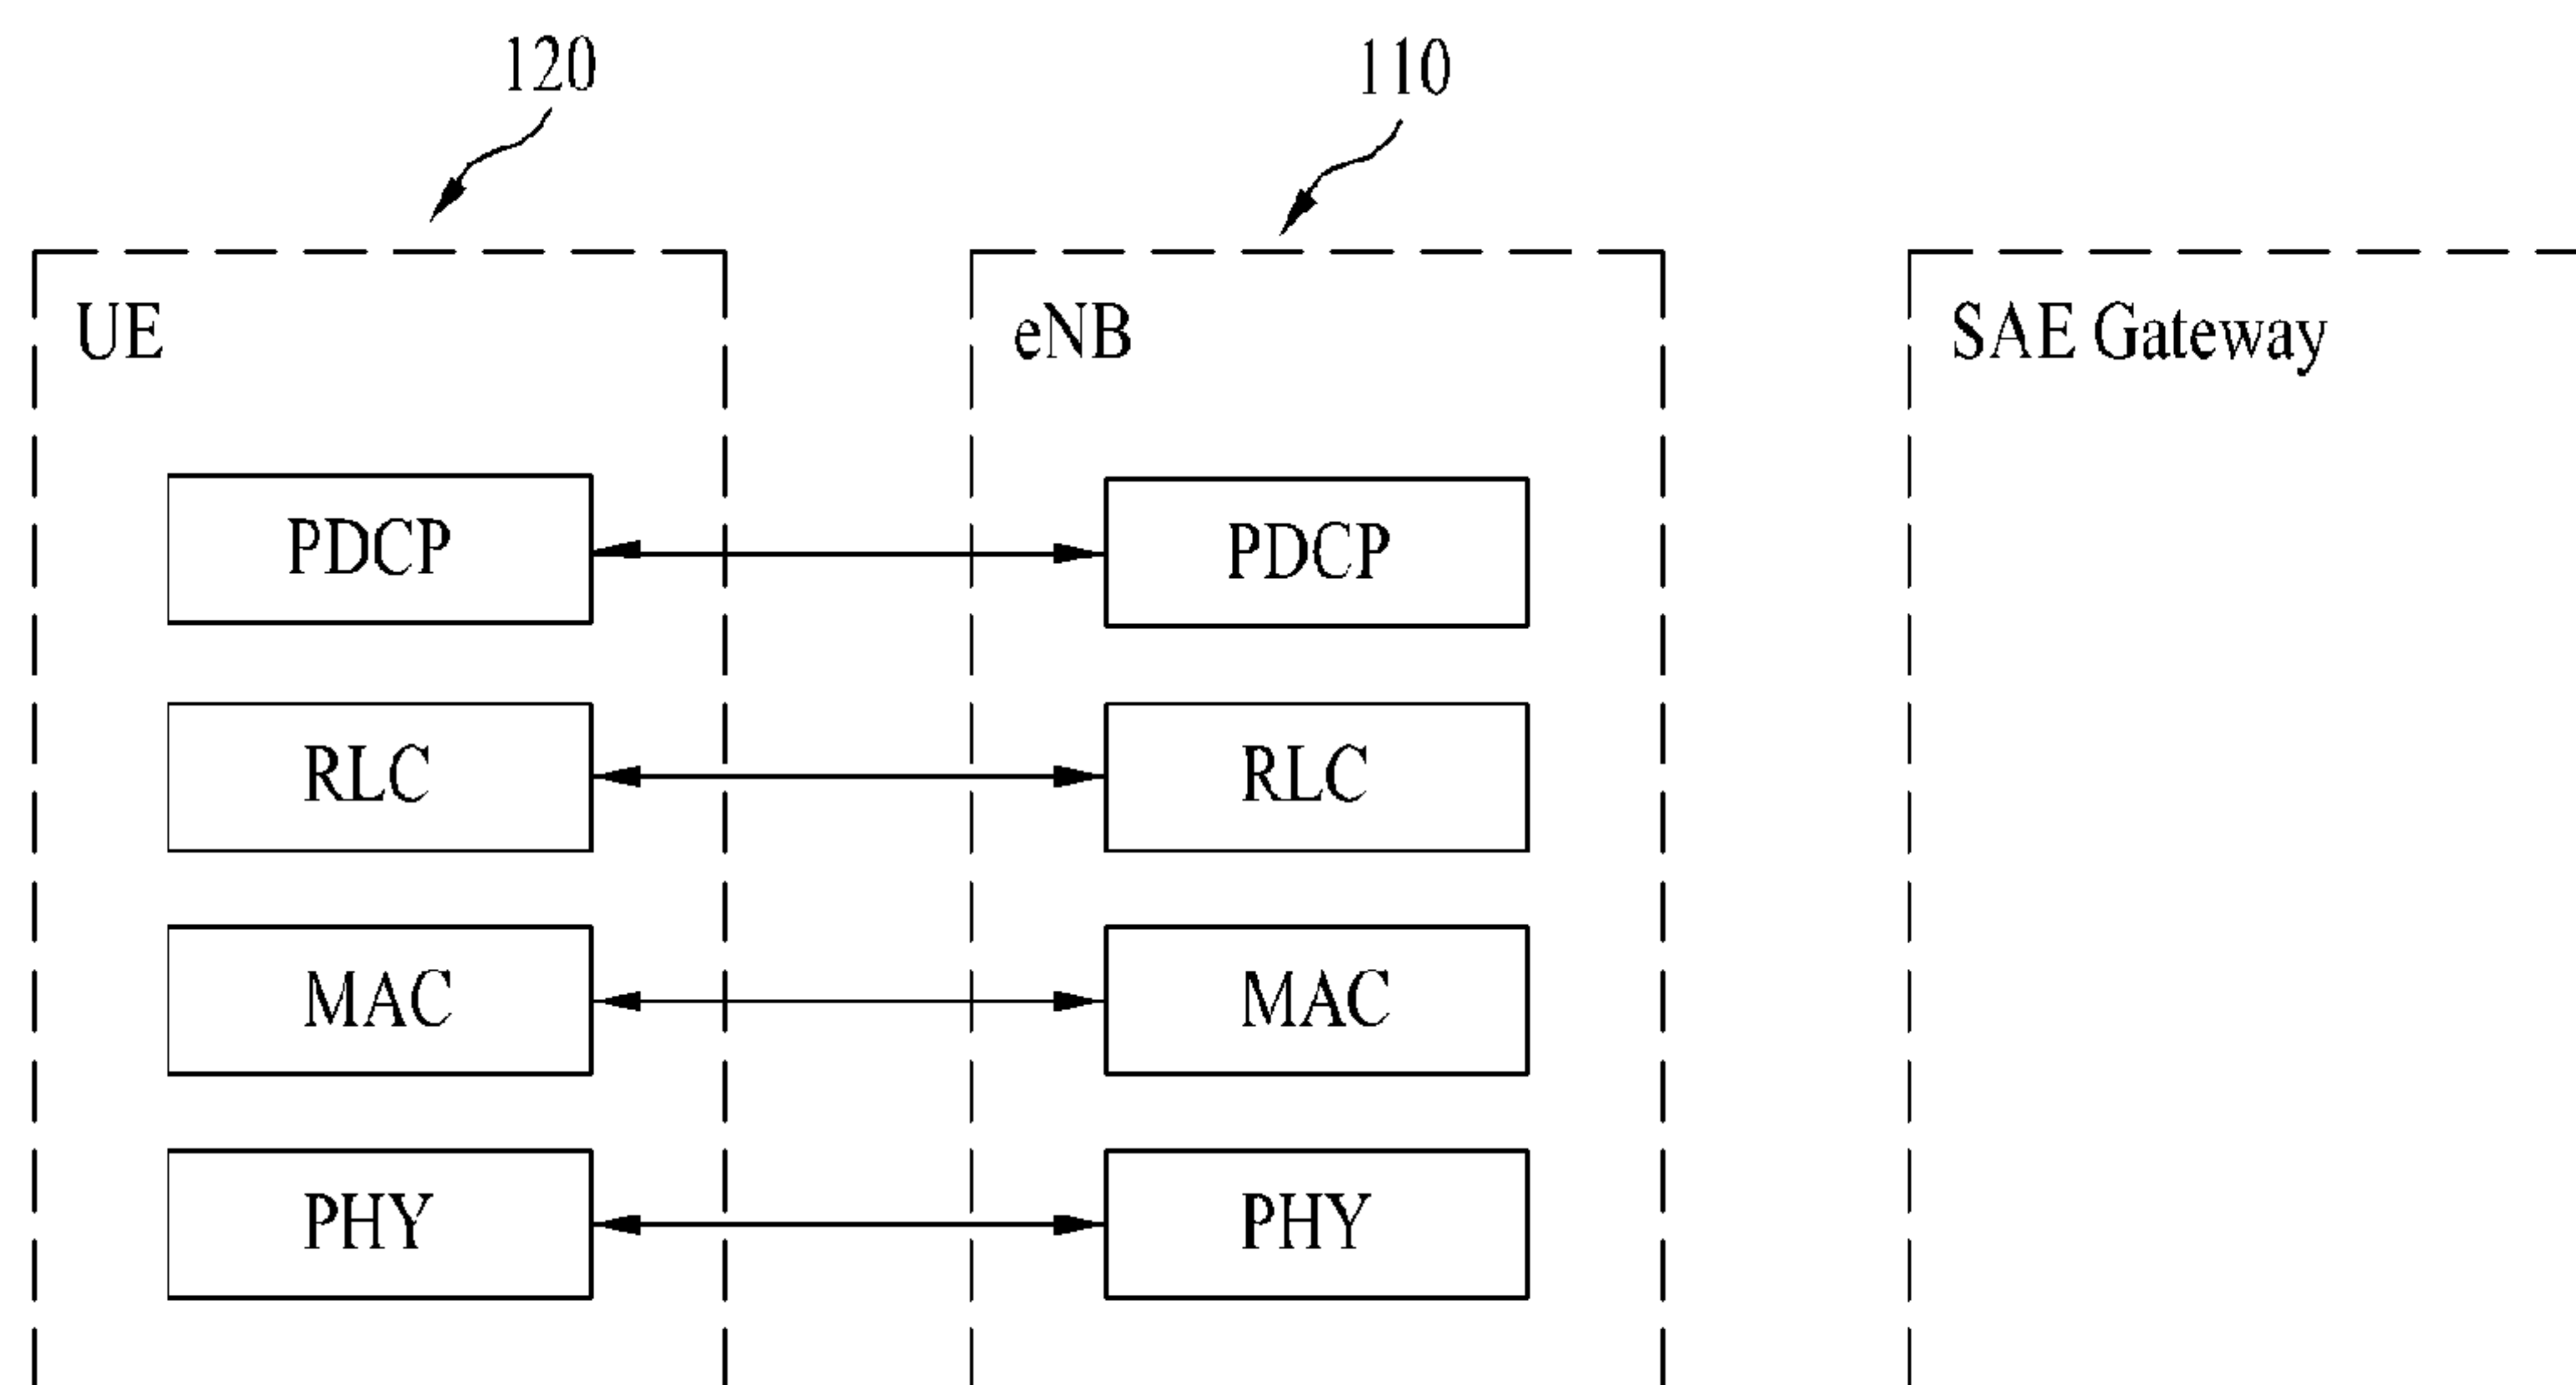 120 110
UE eNB SAE Gateway
PDCP PDCP
RLC RLC
MAC MAC
PHY PHY